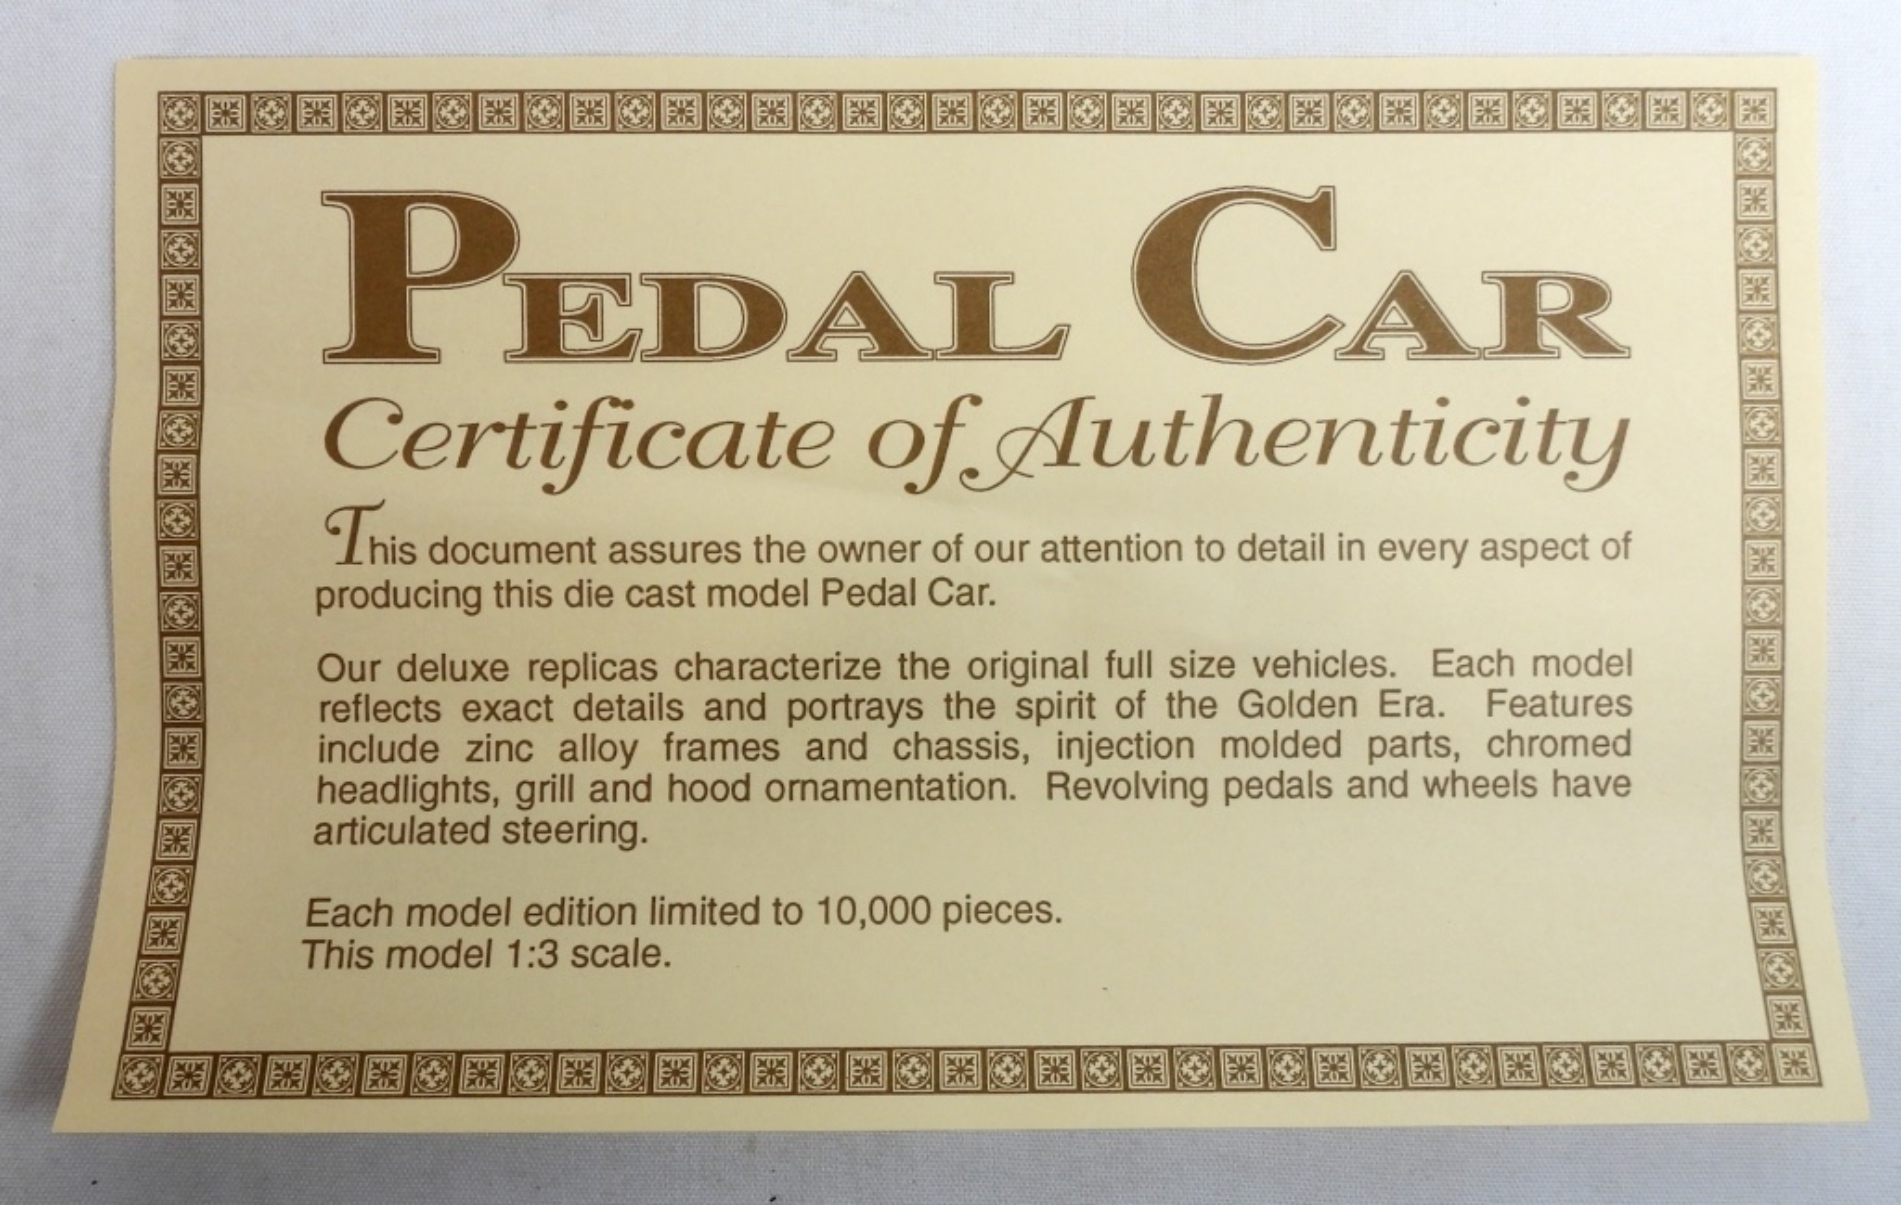 PEDAL CAR
Certificate of Authenticity
This document assures the owner of our attention to detail in every aspect of
producing this die cast model Pedal Car.
Our deluxe replicas characterize the original full size vehicles. Each model
reflects exact details and portrays the spirit of the Golden Era. Features
include zinc alloy frames and chassis, injection molded parts, chromed
headlights, grill and hood ornamentation. Revolving pedals and wheels have
articulated steering.
Each model edition limited to 10,000 pieces.
This model 1:3 scale.